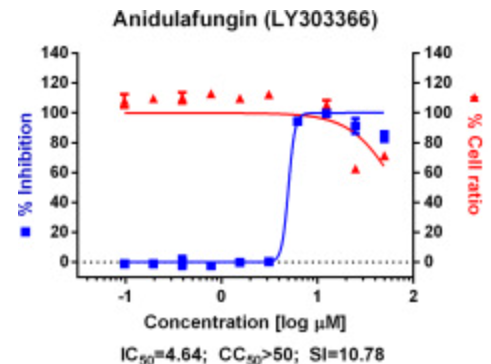 Anidulafungin (LY303366)
140 140
120 120
100 100
80 80
60 60
40 40
20 20
0 0
% Inhibition
% Cell ratio
-1 0 1 2
Concentration [log µM]
IC50=4.64; CC50>50; SI=10.78